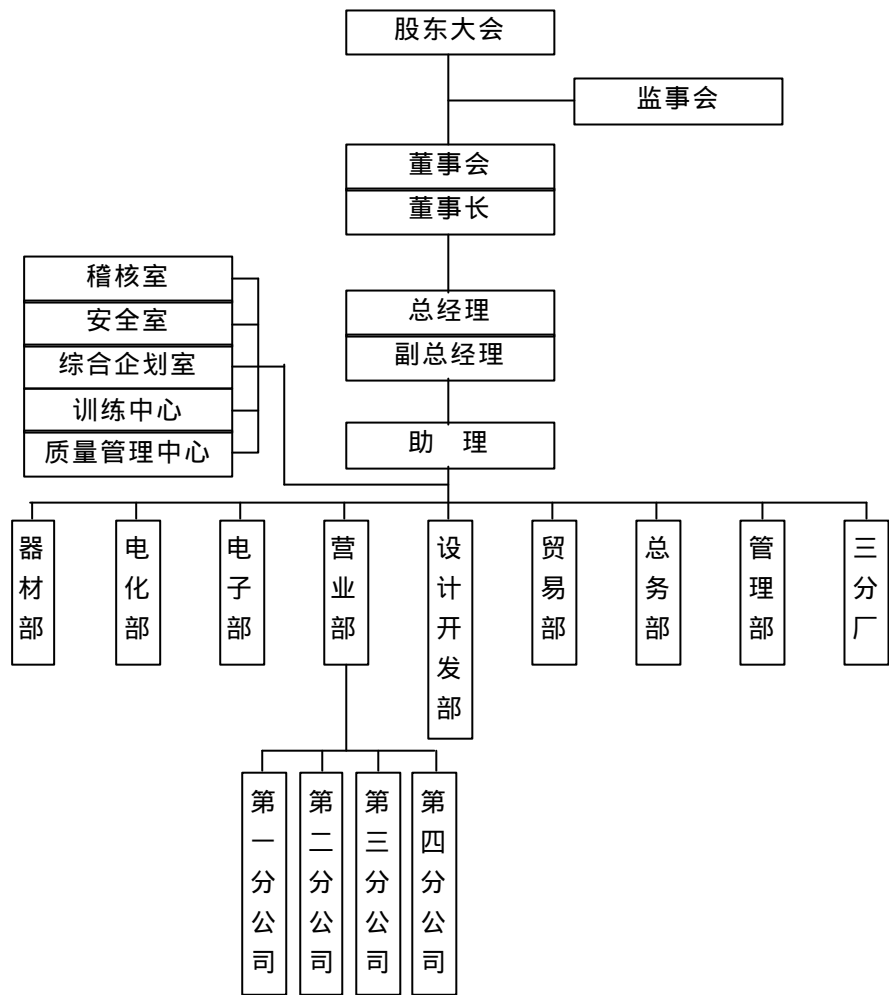 股东大会
监事会
董事会
董事长
稽核室
安全室
综合企划室
训练中心
质量管理中心
总经理
副总经理
助 理
器材部
电化部
电子部
营业部
设计开发部
贸易部
总务部
管理部
三分厂
第一分公司
第二分公司
第三分公司
第四分公司